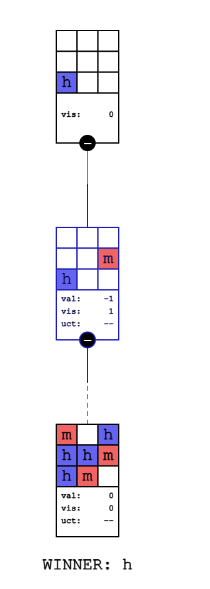 h
vis: 0
m
h
val: -1
vis: 1
uct: --
m h
h h m
h m
val: 0
vis: 0
uct: --
WINNER: h